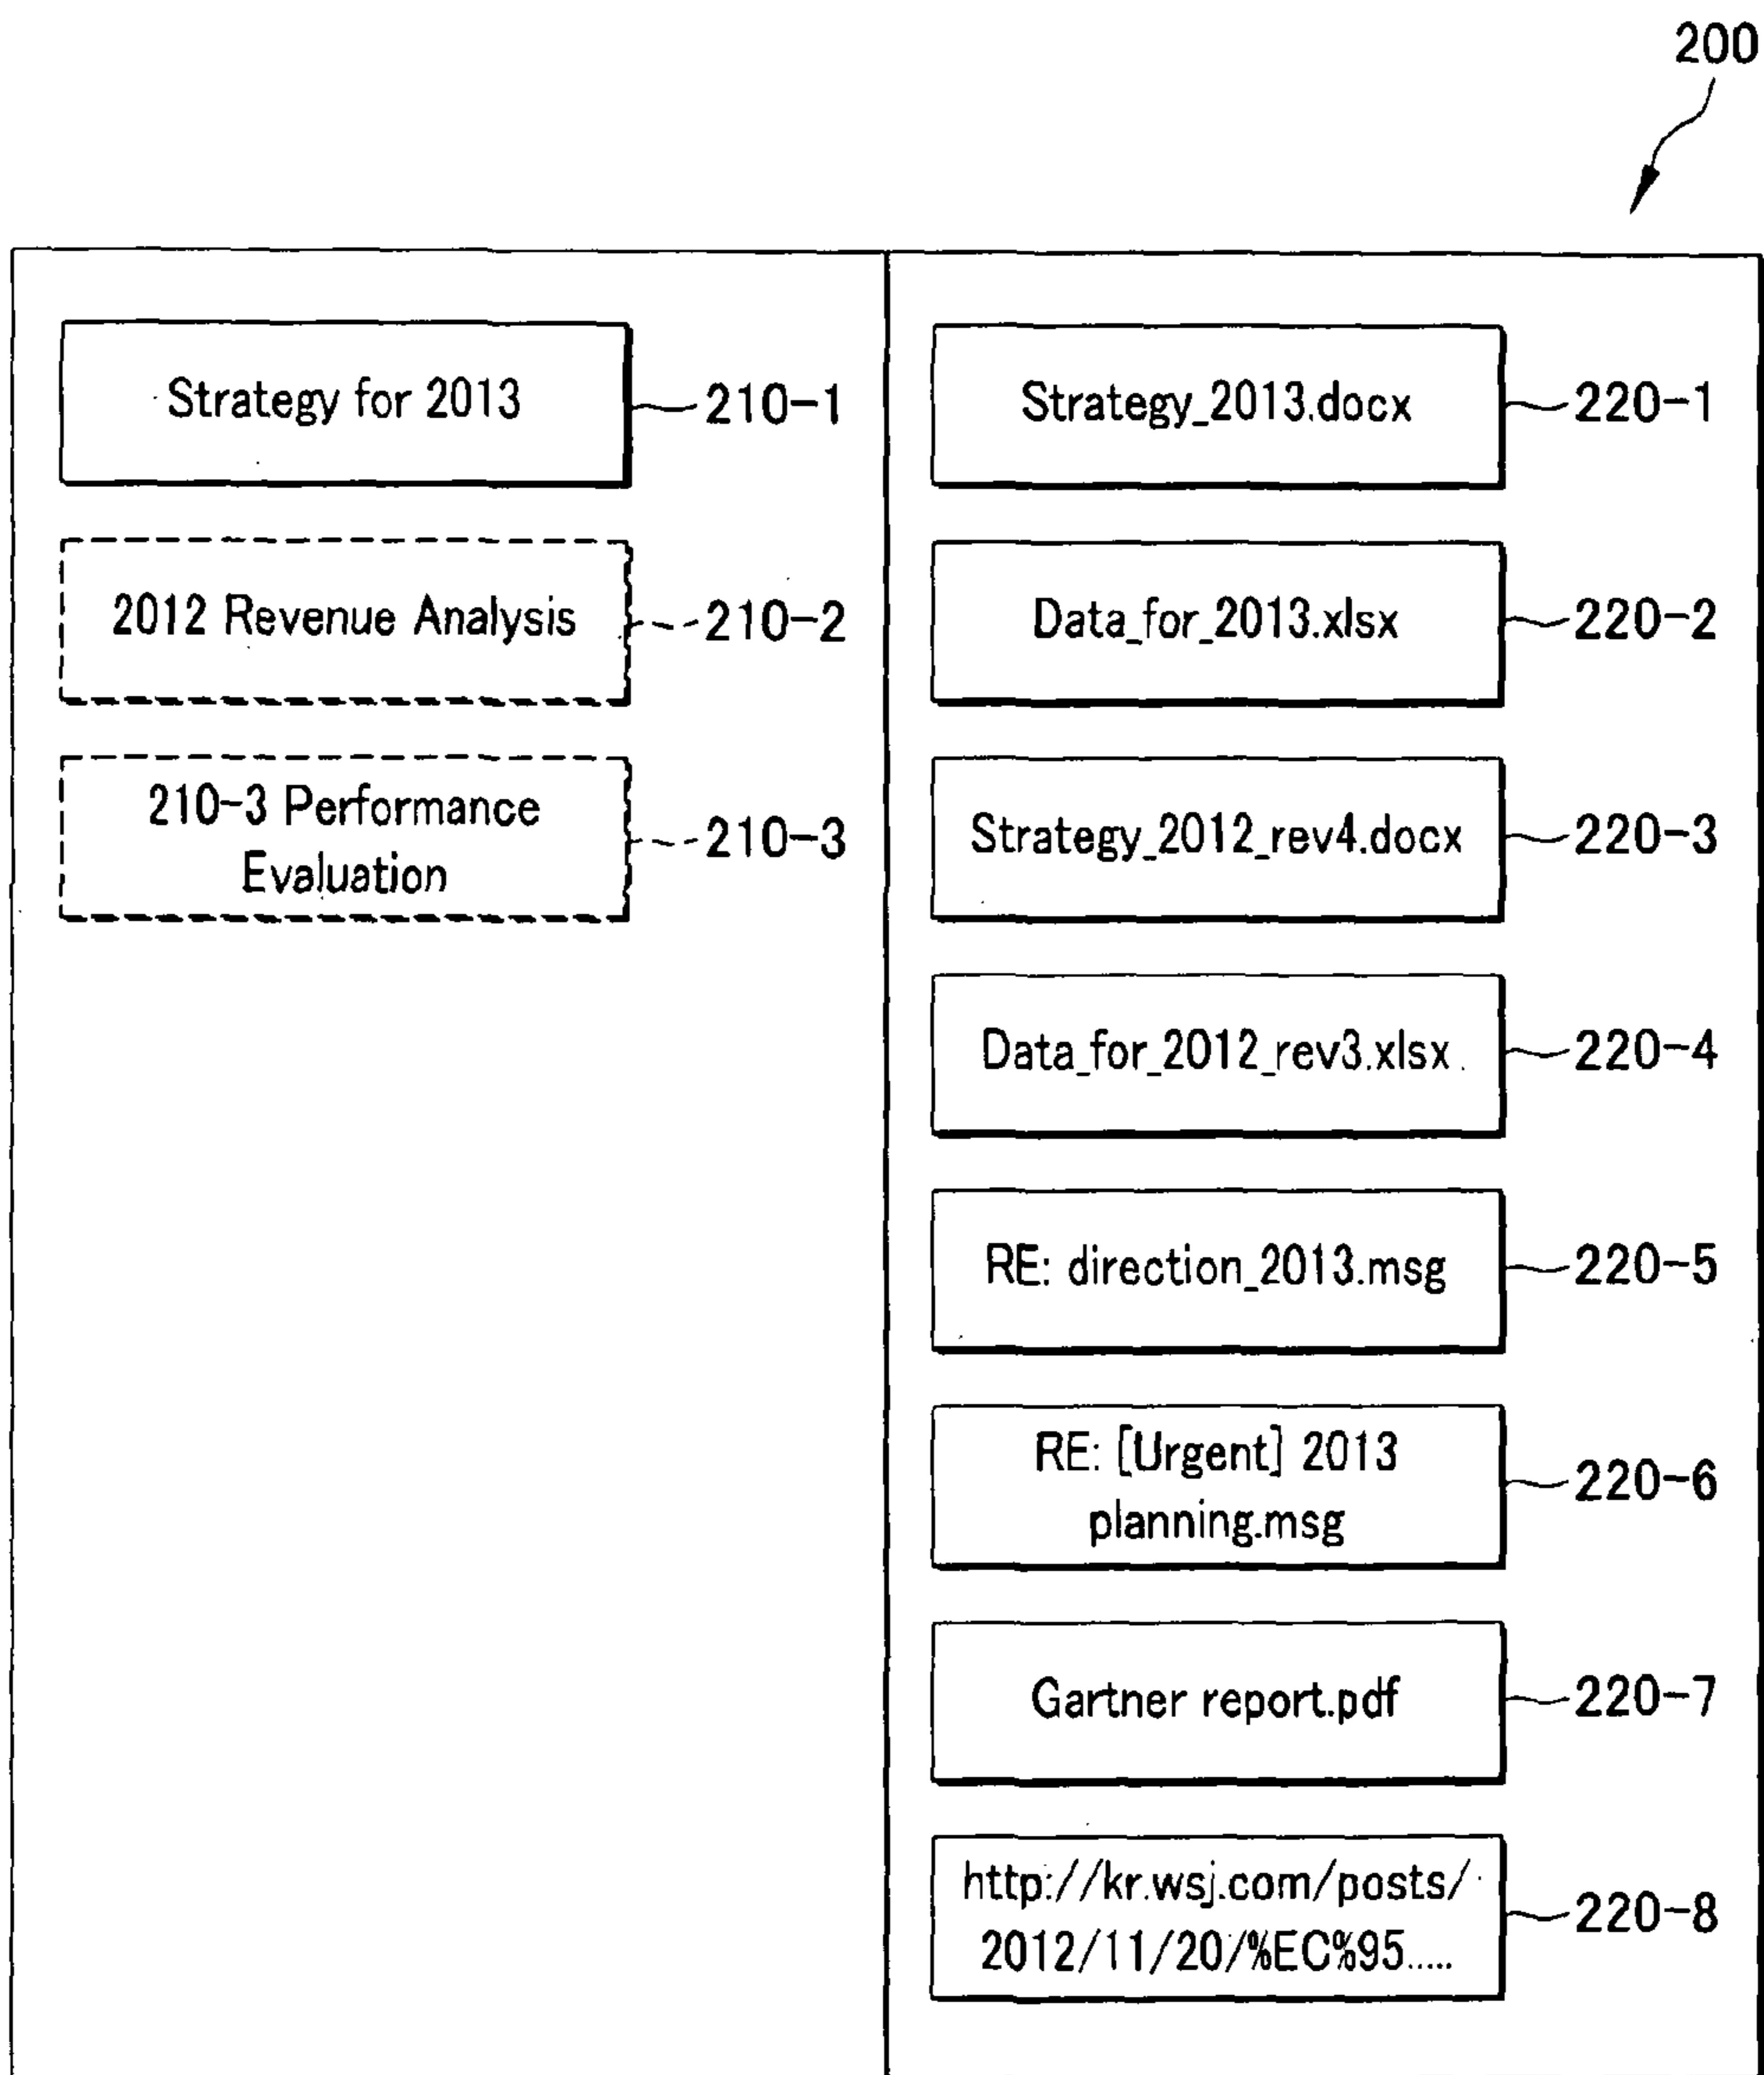 200
Strategy for 2013
210-1
2012 Revenue Analysis
210-2
210-3 Performance
Evaluation
210-3
Strategy_2013.docx
220-1
Data_for_2013.xlsx
220-2
Strategy_2012_rev4.docx
220-3
Data_for_2012_rev3.xlsx
220-4
RE: direction_2013.msg
220-5
RE: [Urgent] 2013
planning.msg
220-6
Gartner report.pdf
220-7
http://kr.wsj.com/posts/
2012/11/20/%EC%95.....
220-8